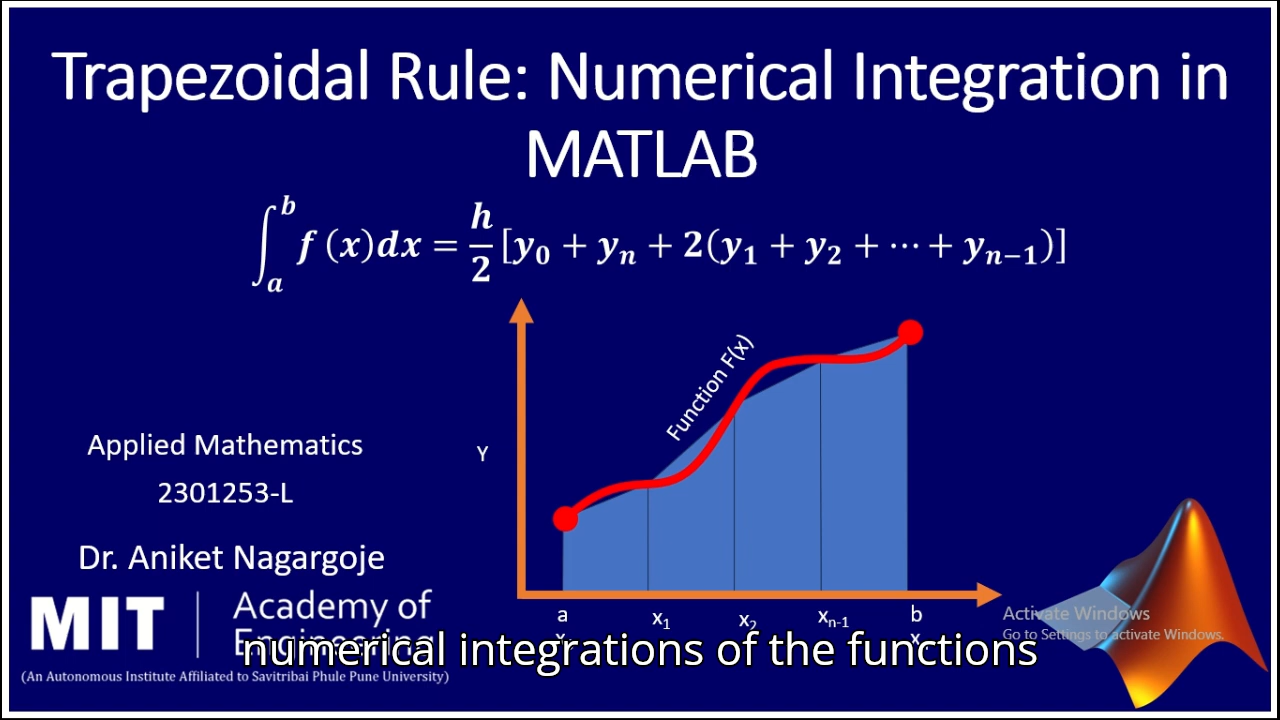 Trapezoidal Rule: Numerical Integration in
MATLAB
∫_a^b f(x)dx = h/2 [y₀ + yₙ + 2(y₁ + y₂ + ⋯ + yₙ₋₁)]
Function F(x)
Y
Applied Mathematics
2301253-L
Dr. Aniket Nagargoje
MIT
Academy of
Engineering
(An Autonomous Institute Affiliated to Savitribai Phule Pune University)
a x₁ x₂ xₙ₋₁ b
Activate Windows
Go to Settings to activate Windows.
numerical integrations of the functions